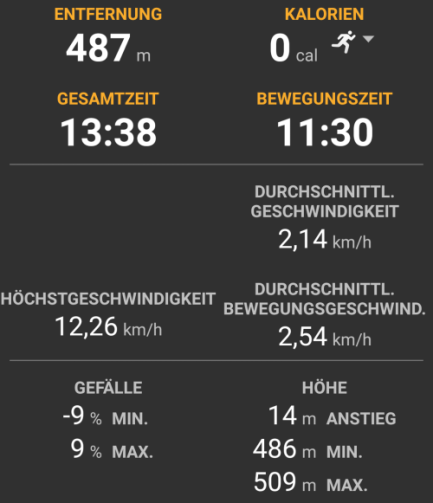 ENTFERNUNG
487 m
KALORIEN
0 cal
GESAMTZEIT
13:38
BEWEGUNGSZEIT
11:30
DURCHSCHNITTL.
GESCHWINDIGKEIT
2,14 km/h
HÖCHSTGESCHWINDIGKEIT
12,26 km/h
DURCHSCHNITTL.
BEWEGUNGSGESCHWIND.
2,54 km/h
GEFÄLLE
-9 % MIN.
9 % MAX.
HÖHE
14 m ANSTIEG
486 m MIN.
509 m MAX.